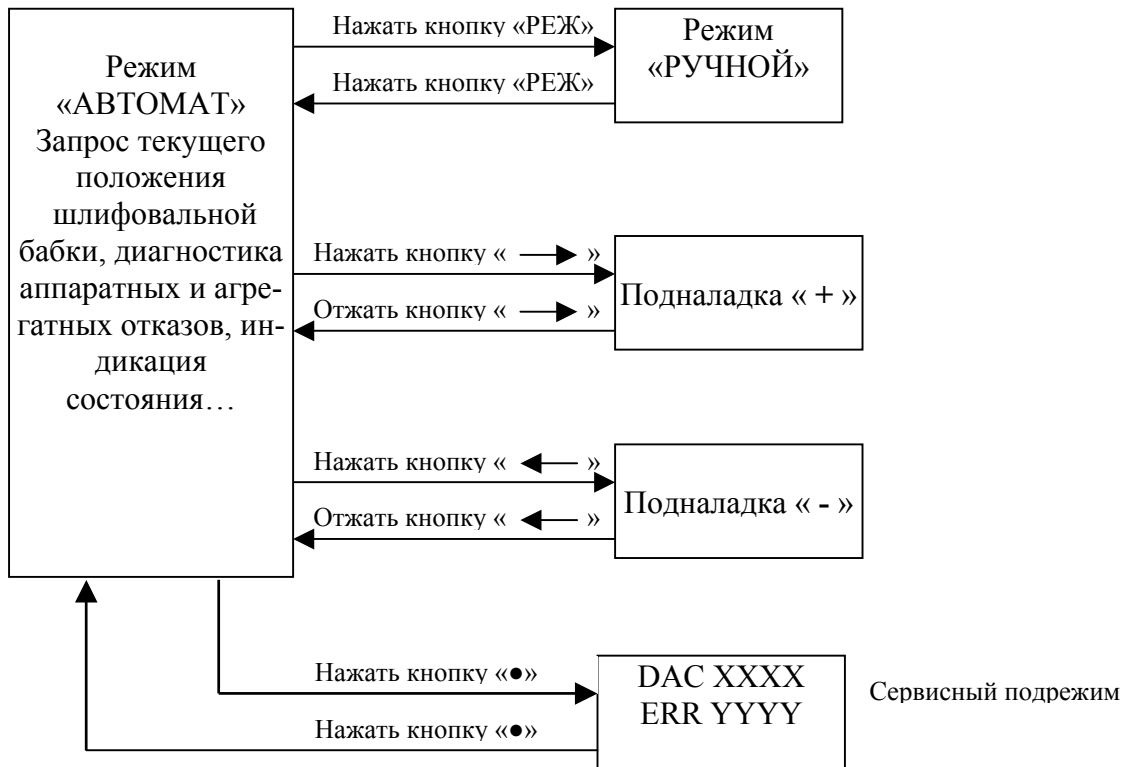 Режим
«АВТОМАТ»
Запрос текущего
положения
шлифовальной
бабки, диагностика
аппаратных и агре-
гатных отказов, ин-
дикация
состояния…
Нажать кнопку «РЕЖ»
Нажать кнопку «РЕЖ»
Режим
«РУЧНОЙ»
Нажать кнопку « → »
Отжать кнопку « → »
Подналадка « + »
Нажать кнопку « ← »
Отжать кнопку « ← »
Подналадка « - »
Нажать кнопку «●»
Нажать кнопку «●»
DAC XXXX
ERR YYYY
Сервисный подрежим